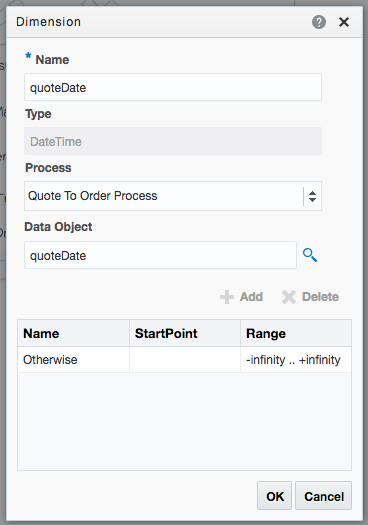 Dimension
* Name
quoteDate
Type
DateTime
Process
Quote To Order Process
Data Object
quoteDate
Add Delete
Name StartPoint Range
Otherwise -infinity .. +infinity
OK Cancel